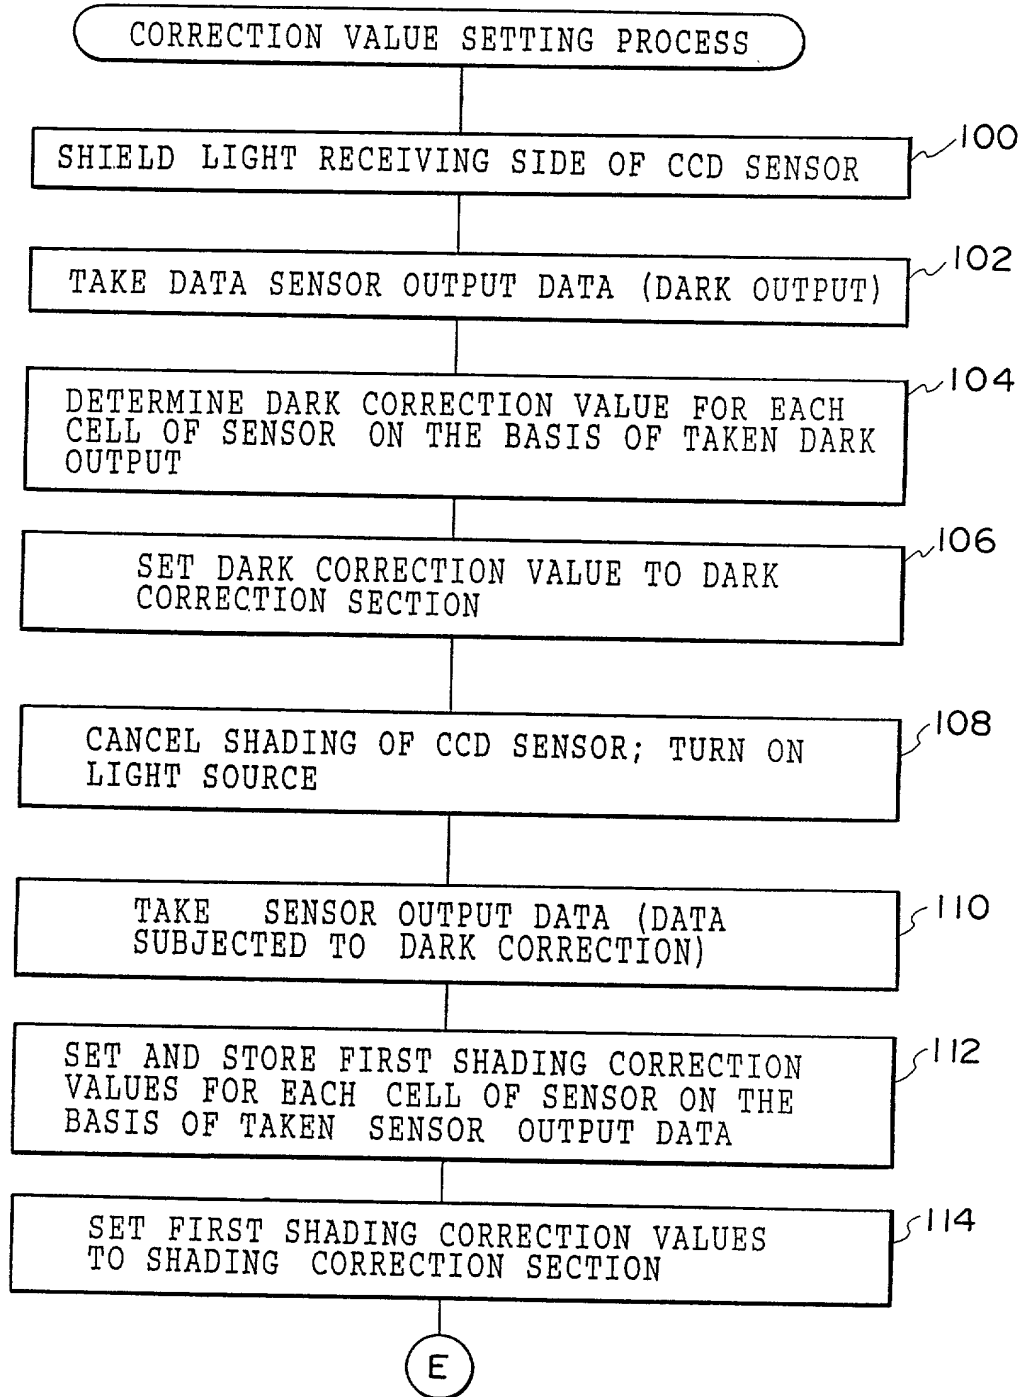 CORRECTION VALUE SETTING PROCESS
SHIELD LIGHT RECEIVING SIDE OF CCD SENSOR
100
TAKE DATA SENSOR OUTPUT DATA (DARK OUTPUT)
102
DETERMINE DARK CORRECTION VALUE FOR EACH
CELL OF SENSOR ON THE BASIS OF TAKEN DARK
OUTPUT
104
SET DARK CORRECTION VALUE TO DARK
CORRECTION SECTION
106
CANCEL SHADING OF CCD SENSOR; TURN ON
LIGHT SOURCE
108
TAKE SENSOR OUTPUT DATA (DATA
SUBJECTED TO DARK CORRECTION)
110
SET AND STORE FIRST SHADING CORRECTION
VALUES FOR EACH CELL OF SENSOR ON THE
BASIS OF TAKEN SENSOR OUTPUT DATA
112
SET FIRST SHADING CORRECTION VALUES
TO SHADING CORRECTION SECTION
114
E